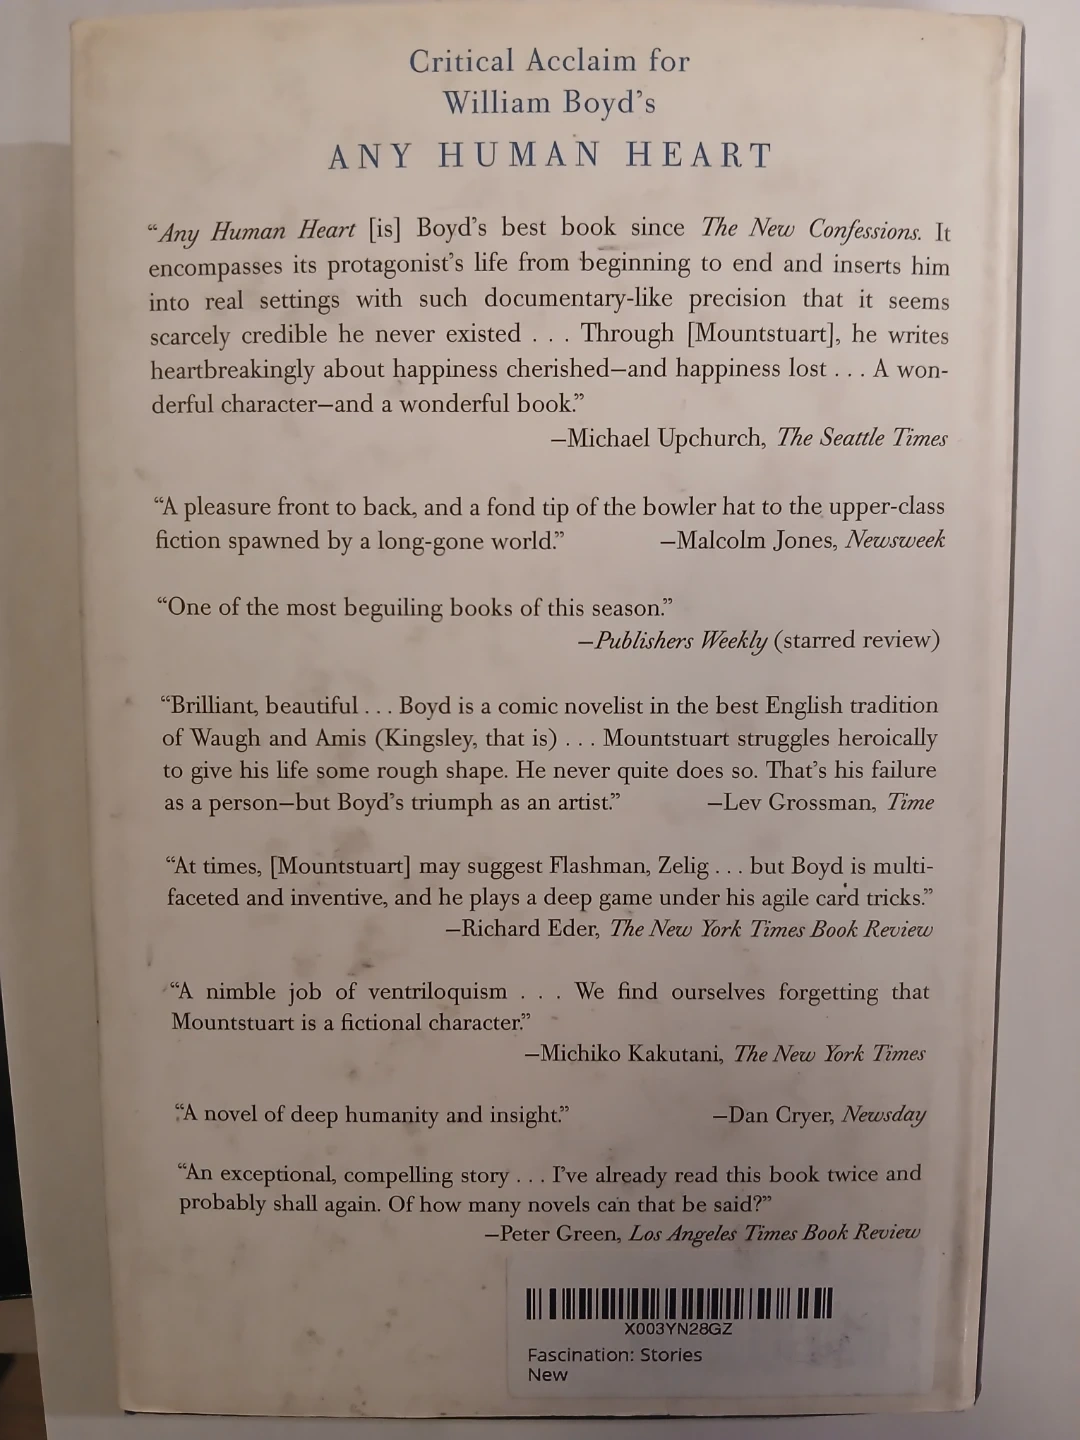 Critical Acclaim for
William Boyd's
ANY HUMAN HEART
“Any Human Heart [is] Boyd's best book since The New Confessions. It
encompasses its protagonist's life from beginning to end and inserts him
into real settings with such documentary-like precision that it seems
scarcely credible he never existed . . . Through [Mountstuart], he writes
heartbreakingly about happiness cherished—and happiness lost . . . A won-
derful character—and a wonderful book.”
—Michael Upchurch, The Seattle Times
“A pleasure front to back, and a fond tip of the bowler hat to the upper-class
fiction spawned by a long-gone world.” —Malcolm Jones, Newsweek
“One of the most beguiling books of this season.”
—Publishers Weekly (starred review)
“Brilliant, beautiful . . . Boyd is a comic novelist in the best English tradition
of Waugh and Amis (Kingsley, that is) . . . Mountstuart struggles heroically
to give his life some rough shape. He never quite does so. That's his failure
as a person—but Boyd's triumph as an artist.” —Lev Grossman, Time
“At times, [Mountstuart] may suggest Flashman, Zelig . . . but Boyd is multi-
faceted and inventive, and he plays a deep game under his agile card tricks.”
—Richard Eder, The New York Times Book Review
“A nimble job of ventriloquism . . . We find ourselves forgetting that
Mountstuart is a fictional character.”
—Michiko Kakutani, The New York Times
“A novel of deep humanity and insight.” —Dan Cryer, Newsday
“An exceptional, compelling story . . . I've already read this book twice and
probably shall again. Of how many novels can that be said?”
—Peter Green, Los Angeles Times Book Review
X003YN28GZ
Fascination: Stories
New